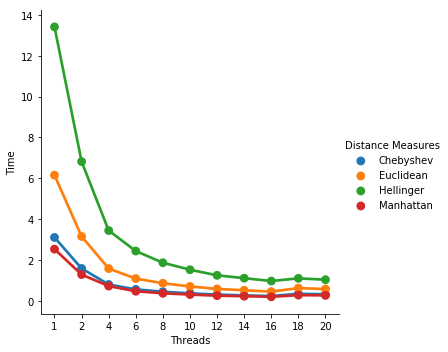 14
12
10
8
6
4
2
0
Time
1 2 4 6 8 10 12 14 16 18 20
Threads
Distance Measures
Chebyshev
Euclidean
Hellinger
Manhattan